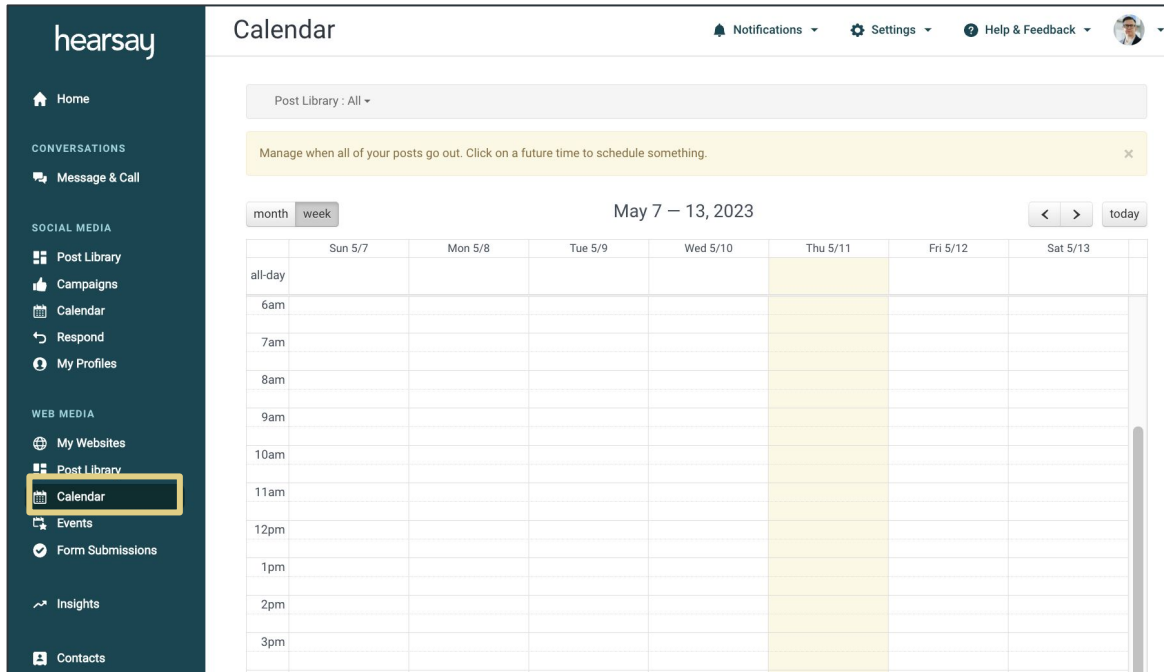 hearsay
Home
CONVERSATIONS
Message & Call
SOCIAL MEDIA
Post Library
Campaigns
Calendar
Respond
My Profiles
WEB MEDIA
My Websites
Post Library
Calendar
Events
Form Submissions
Insights
Contacts
Calendar
Notifications
Settings
Help & Feedback
Post Library : All
Manage when all of your posts go out. Click on a future time to schedule something.
month week
May 7 — 13, 2023
today
Sun 5/7 Mon 5/8 Tue 5/9 Wed 5/10 Thu 5/11 Fri 5/12 Sat 5/13
all-day
6am
7am
8am
9am
10am
11am
12pm
1pm
2pm
3pm